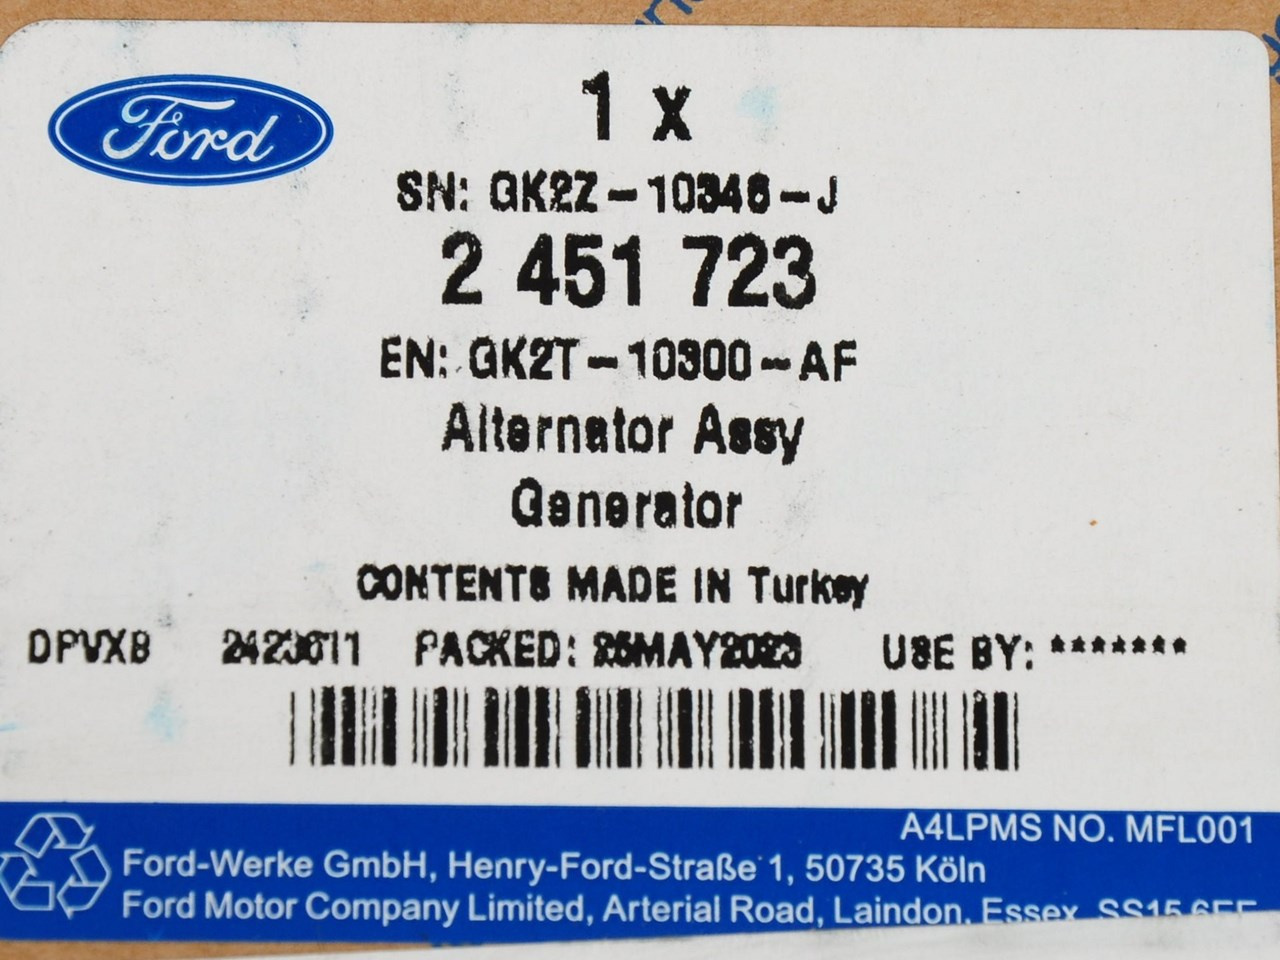 Ford
1 x
SN: GK2Z-10346-J
2 451 723
EN: GK2T-10300-AF
Alternator Assy
Generator
CONTENTS MADE IN Turkey
DPVXB 2423611 PACKED: 25MAY2023 USE BY: *******
A4LPMS NO. MFL001
Ford-Werke GmbH, Henry-Ford-Straße 1, 50735 Köln
Ford Motor Company Limited, Arterial Road, Laindon, Essex SS15 6EE